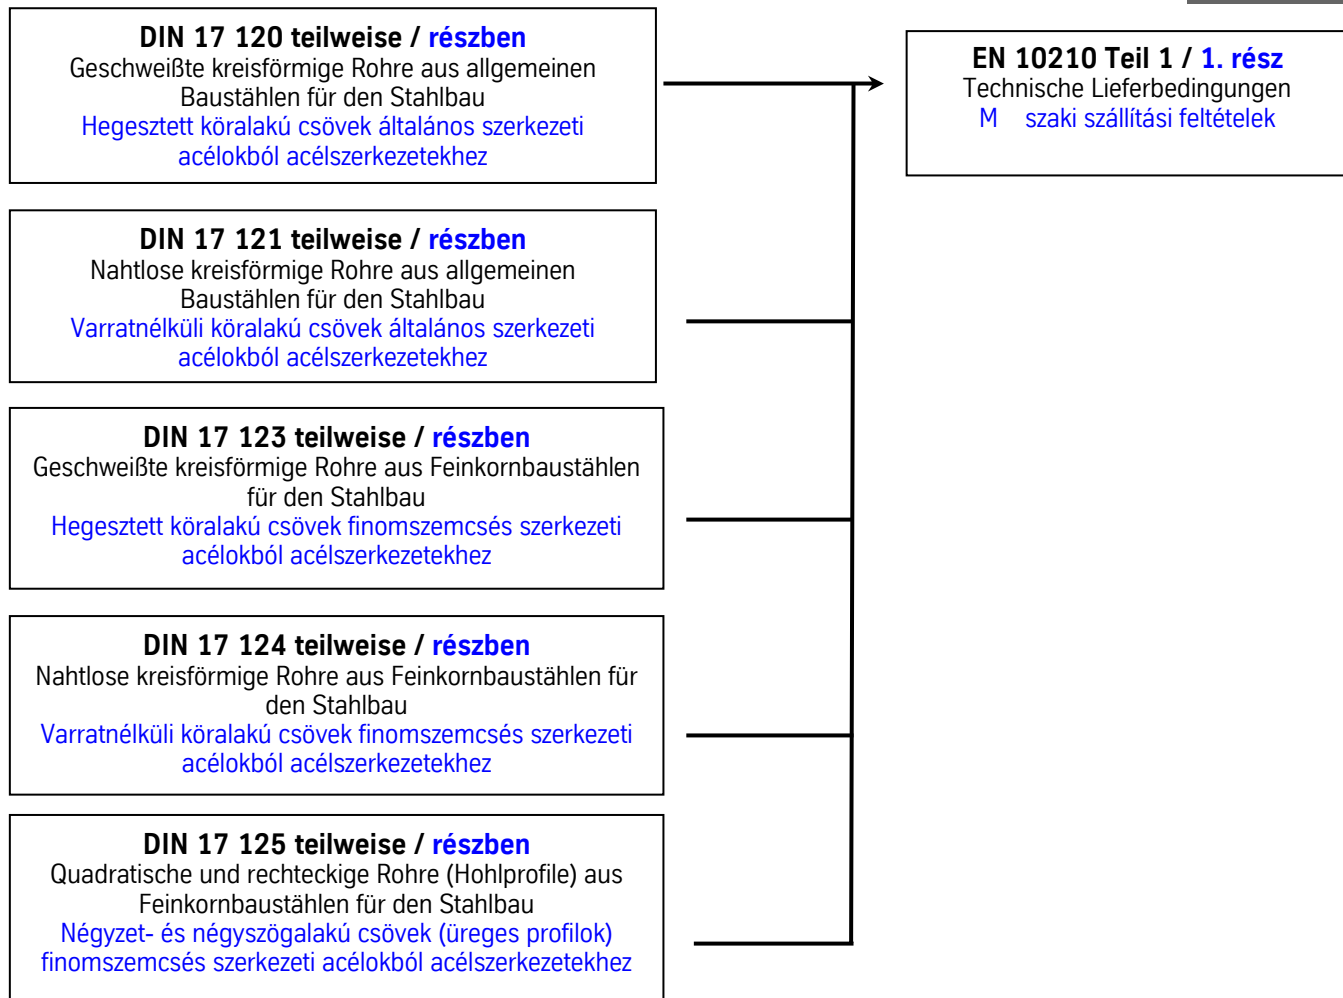 DIN 17 120 teilweise / részben
Geschweißte kreisförmige Rohre aus allgemeinen
Baustählen für den Stahlbau
Hegesztett köralakú csövek általános szerkezeti
acélokból acélszerkezetekhez
EN 10210 Teil 1 / 1. rész
Technische Lieferbedingungen
M szaki szállítási feltételek
DIN 17 121 teilweise / részben
Nahtlose kreisförmige Rohre aus allgemeinen
Baustählen für den Stahlbau
Varratnélküli köralakú csövek általános szerkezeti
acélokból acélszerkezetekhez
DIN 17 123 teilweise / részben
Geschweißte kreisförmige Rohre aus Feinkornbaustählen
für den Stahlbau
Hegesztett köralakú csövek finomszemcsés szerkezeti
acélokból acélszerkezetekhez
DIN 17 124 teilweise / részben
Nahtlose kreisförmige Rohre aus Feinkornbaustählen für
den Stahlbau
Varratnélküli köralakú csövek finomszemcsés szerkezeti
acélokból acélszerkezetekhez
DIN 17 125 teilweise / részben
Quadratische und rechteckige Rohre (Hohlprofile) aus
Feinkornbaustählen für den Stahlbau
Négyzet- és négyszögalakú csövek (üreges profilok)
finomszemcsés szerkezeti acélokból acélszerkezetekhez